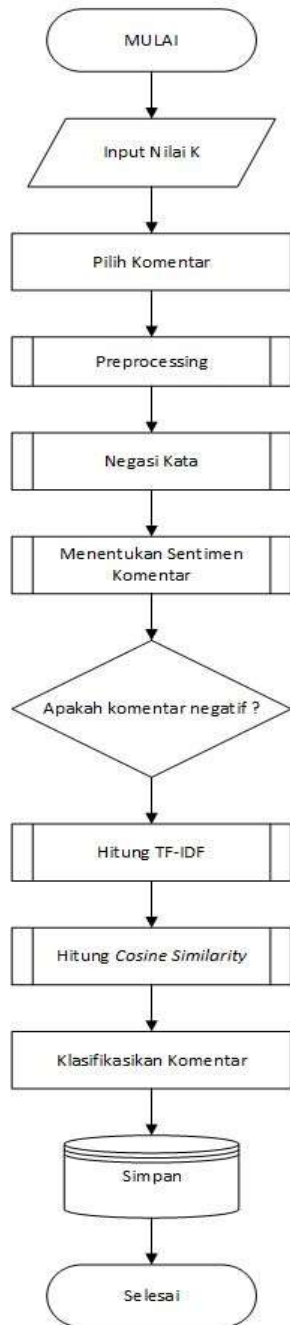 MULAI
Input Nilai K
Pilih Komentar
Preprocessing
Negasi Kata
Menentukan Sentimen
Komentar
Apakah komentar negatif ?
Hitung TF-IDF
Hitung Cosine Similarity
Klasifikasikan Komentar
Simpan
Selesai